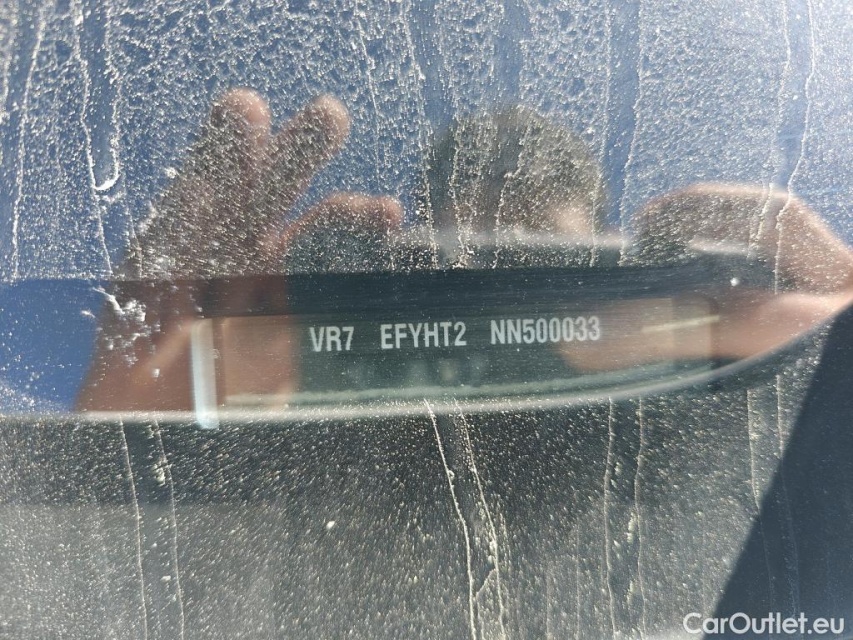 VR7 EFYHT2 NN500033
CarOutlet.eu